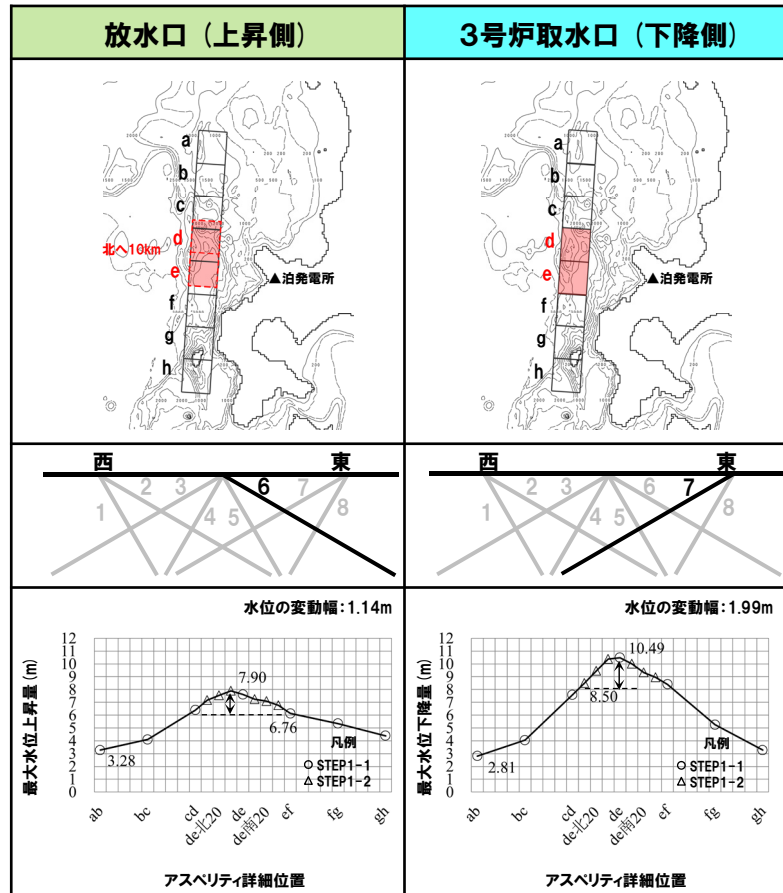 放水口（上昇側）
3号炉取水口（下降側）
a
b
c
d
北へ10km
e
f
g
h
▲泊発電所
a
b
c
d
e
f
g
h
▲泊発電所
西
東
1
2
3
4
5
6
7
8
西
東
1
2
3
4
5
6
7
8
水位の変動幅：1.14m
最大水位上昇量（m）
12
11
10
9
8
7
6
5
4
3
2
1
0
3.28
7.90
6.76
凡例
○ STEP1-1
△ STEP1-2
ab
bc
cd
de-北20
de
de南20
ef
fg
gh
アスペリティ詳細位置
水位の変動幅：1.99m
最大水位下降量（m）
12
11
10
9
8
7
6
5
4
3
2
1
0
2.81
10.49
8.50
凡例
○ STEP1-1
△ STEP1-2
ab
bc
cd
de-北20
de
de南20
ef
fg
gh
アスペリティ詳細位置